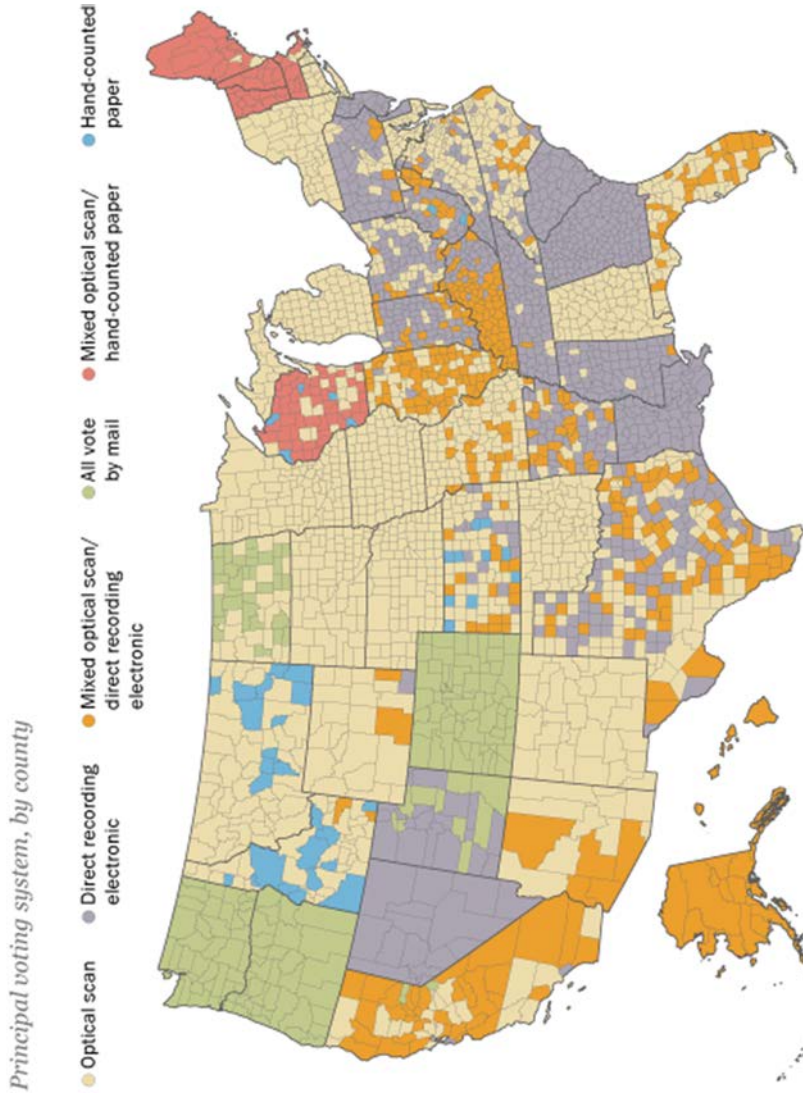 Principal voting system, by county
Optical scan
Direct recording
electronic
Mixed optical scan/
direct recording
electronic
All vote
by mail
Mixed optical scan/
hand-counted paper
Hand-counted
paper